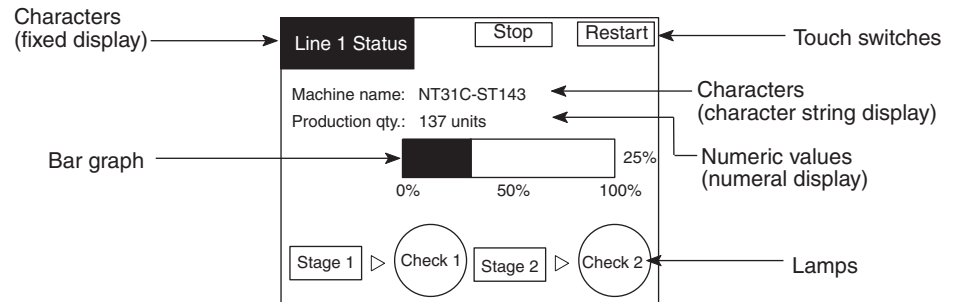 Characters
(fixed display)
Line 1 Status
Stop
Restart
Touch switches
Machine name: NT31C-ST143
Characters
(character string display)
Production qty.: 137 units
Bar graph
25%
Numeric values
(numeral display)
0% 50% 100%
Stage 1
Check 1
Stage 2
Check 2
Lamps